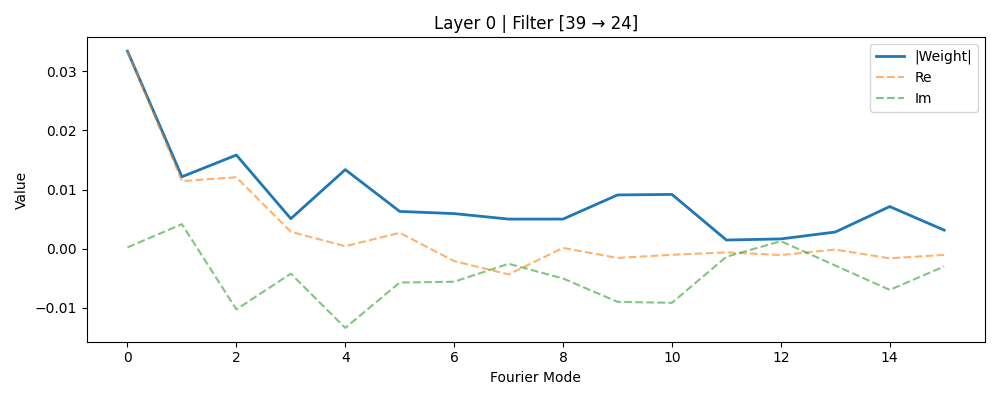 Layer 0 | Filter [39 → 24]
|Weight|
Re
Im
Value
0.03
0.02
0.01
0.00
−0.01
0 2 4 6 8 10 12 14
Fourier Mode